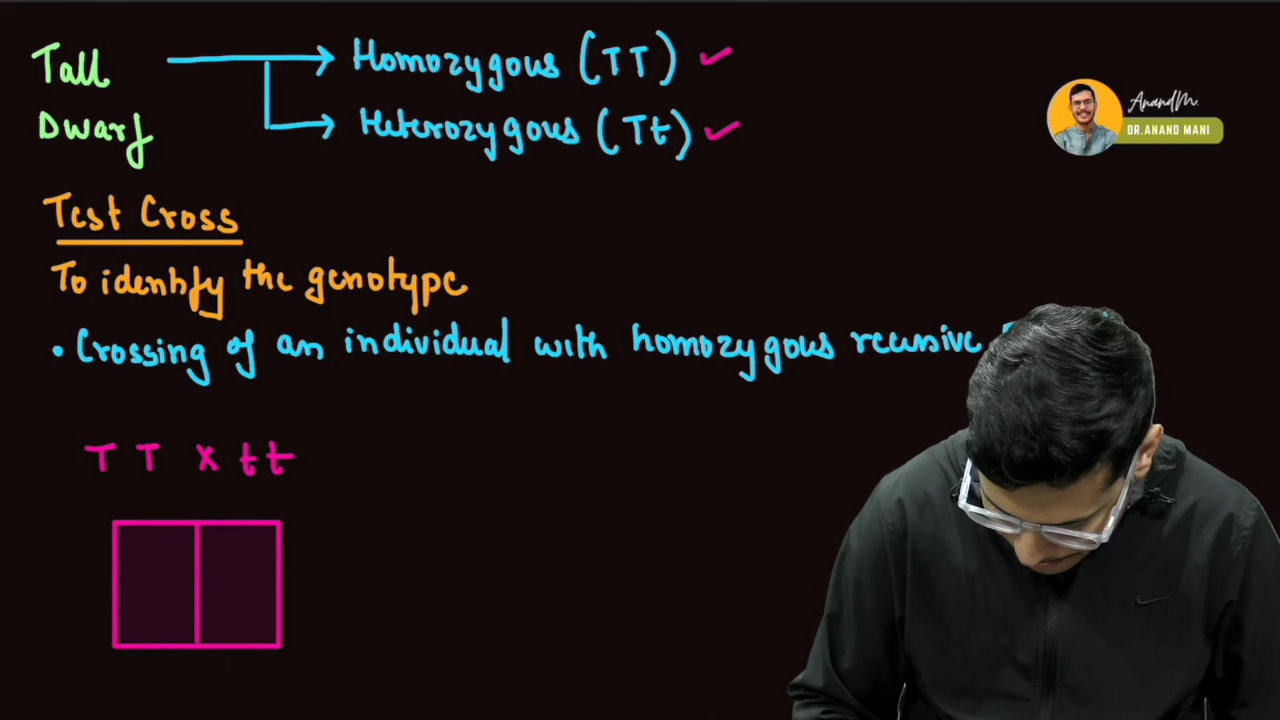 Tall → Homozygous (TT) ✓
Dwarf → Heterozygous (Tt) ✓
AnandM.
DR.ANAND MANI
Test Cross
To identify the genotype
• Crossing of an individual with homozygous recessive
T T x t t